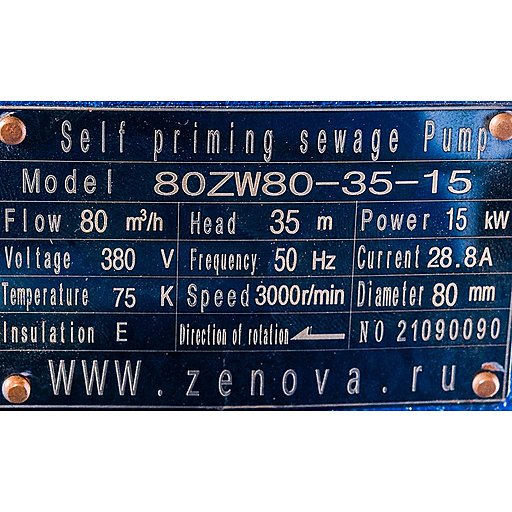 Self priming sewage Pump
Model 80ZW80-35-15
Flow 80 m³/h Head 35 m Power 15 kW
Voltage 380 V Frequency 50 Hz Current 28.8A
Temperature 75 K Speed 3000r/min Diameter 80 mm
Insulation E Direction of rotation NO 21090090
WWW.zenova.ru